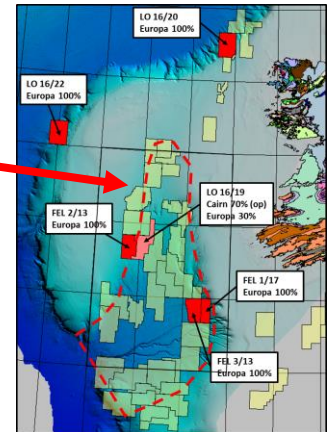 LO 16/20
Europa 100%
LO 16/22
Europa 100%
LO 16/19
Cairn 70% (op)
Europa 30%
FEL 2/13
Europa 100%
FEL 1/17
Europa 100%
FEL 3/13
Europa 100%